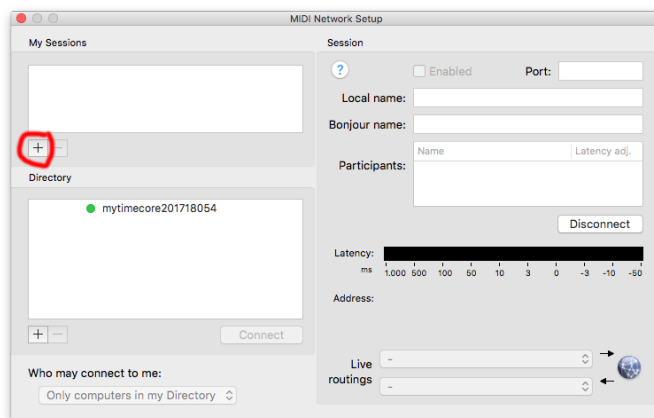 MIDI Network Setup
My Sessions
+ −
Directory
mytimecore201718054
+ −
Connect
Who may connect to me:
Only computers in my Directory
Session
?
Enabled
Port:
Local name:
Bonjour name:
Participants:
Name Latency adj.
Disconnect
Latency:
ms 1.000 500 100 50 10 3 0 -3 -10 -50
Address:
Live
routings
-
-